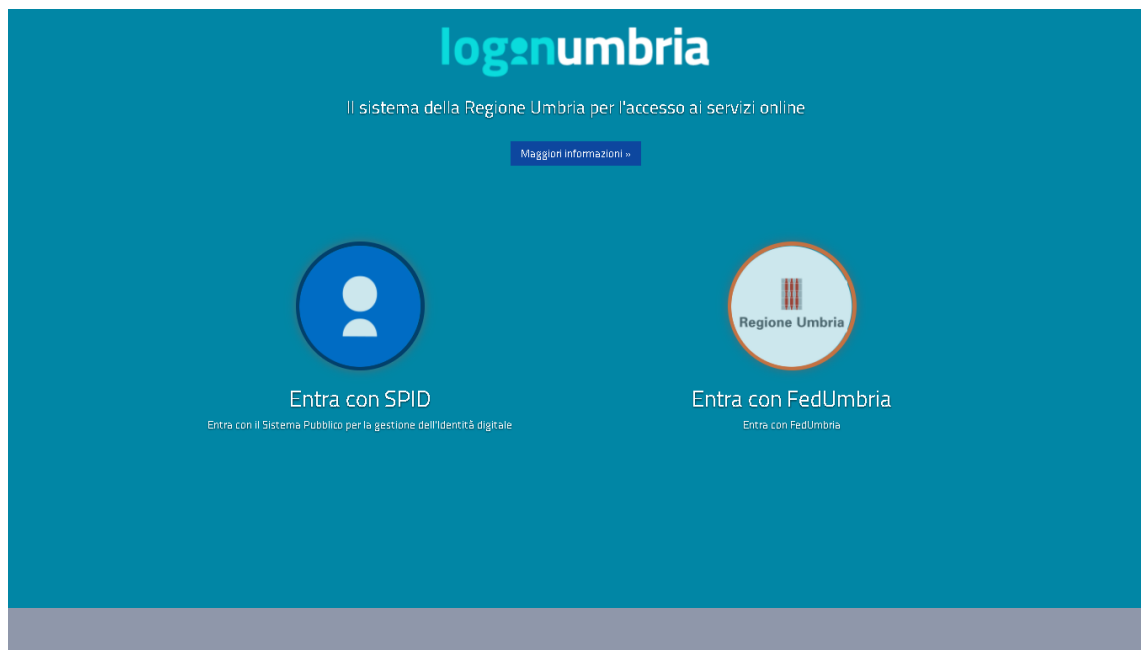 loginumbria
Il sistema della Regione Umbria per l'accesso ai servizi online
Maggiori informazioni »
Regione Umbria
Entra con SPID
Entra con FedUmbria
Entra con il Sistema Pubblico per la gestione dell'Identità digitale
Entra con FedUmbria